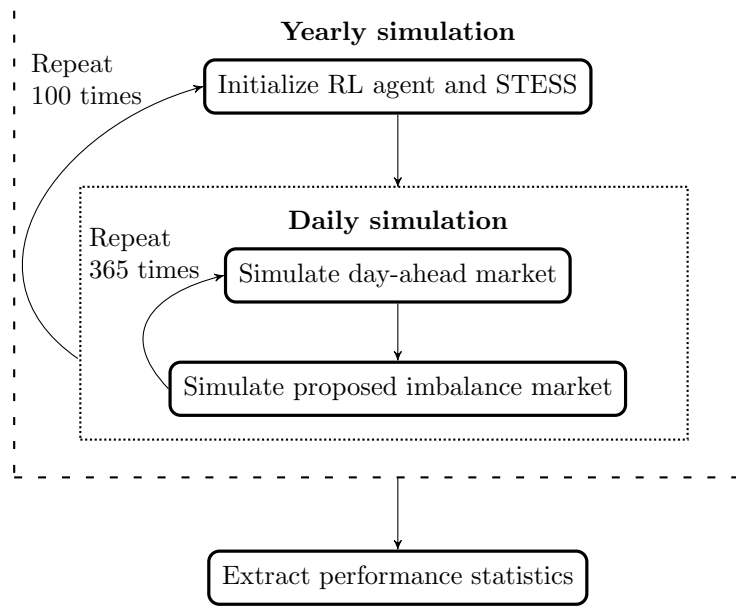 Yearly simulation
Repeat
100 times
Initialize RL agent and STESS
Daily simulation
Repeat
365 times
Simulate day-ahead market
Simulate proposed imbalance market
Extract performance statistics